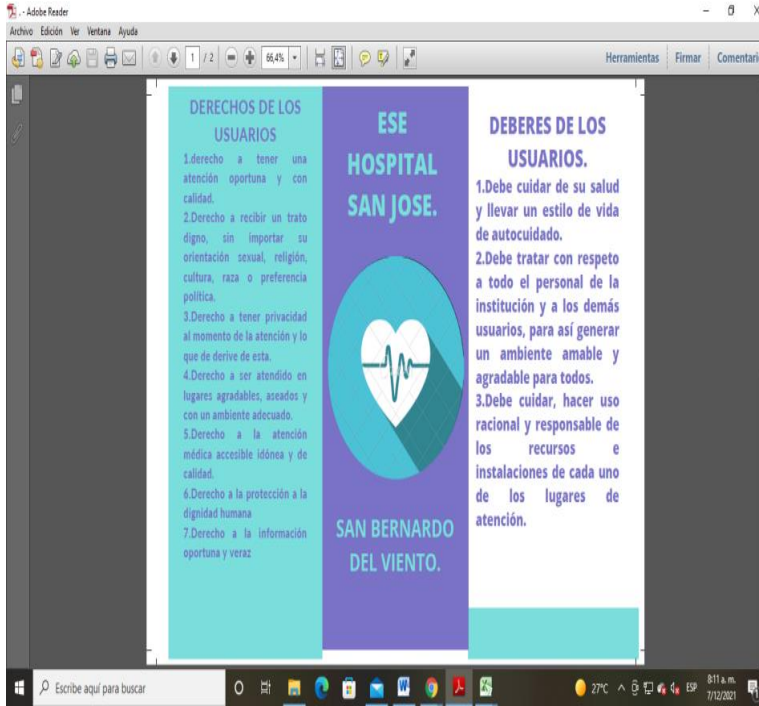 . - Adobe Reader
Archivo Edición Ver Ventana Ayuda
1 / 2 66,4%
Herramientas Firmar Comentari
DERECHOS DE LOS
USUARIOS
1.derecho a tener una
atención oportuna y con
calidad.
2.Derecho a recibir un trato
digno, sin importar su
orientación sexual, religión,
cultura, raza o preferencia
política.
3.Derecho a tener privacidad
al momento de la atención y lo
que de derive de esta.
4.Derecho a ser atendido en
lugares agradables, aseados y
con un ambiente adecuado.
5.Derecho a la atención
médica accesible idónea y de
calidad.
6.Derecho a la protección a la
dignidad humana
7.Derecho a la información
oportuna y veraz
ESE
HOSPITAL
SAN JOSE.
SAN BERNARDO
DEL VIENTO.
DEBERES DE LOS
USUARIOS.
1.Debe cuidar de su salud
y llevar un estilo de vida
de autocuidado.
2.Debe tratar con respeto
a todo el personal de la
institución y a los demás
usuarios, para así generar
un ambiente amable y
agradable para todos.
3.Debe cuidar, hacer uso
racional y responsable de
los recursos e
instalaciones de cada uno
de los lugares de
atención.
Escribe aquí para buscar
27°C ESP
8:11 a. m.
7/12/2021